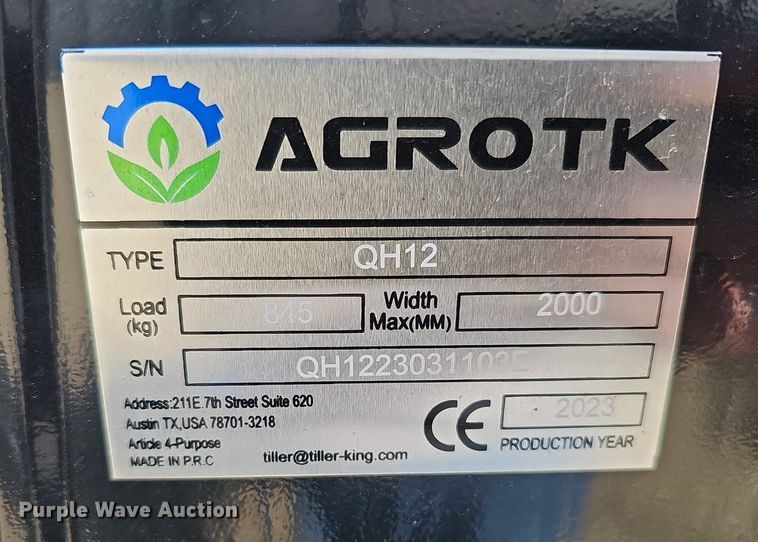 AGROTK
TYPE QH12
Load (kg) 845 Width Max(MM) 2000
S/N
Address:211E.7th Street Suite 620
Austin TX,USA 78701-3218
Article 4-Purpose
MADE IN P.R.C
tiller@tiller-king.com
CE
2023
PRODUCTION YEAR
Purple Wave Auction